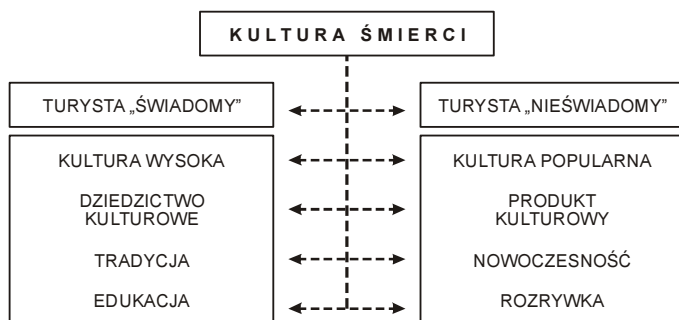 KULTURA ŚMIERCI
TURYSTA „ŚWIADOMY”
TURYSTA „NIEŚWIADOMY”
KULTURA WYSOKA
KULTURA POPULARNA
DZIEDZICTWO
KULTUROWE
PRODUKT
KULTUROWY
TRADYCJA
NOWOCZESNOŚĆ
EDUKACJA
ROZRYWKA